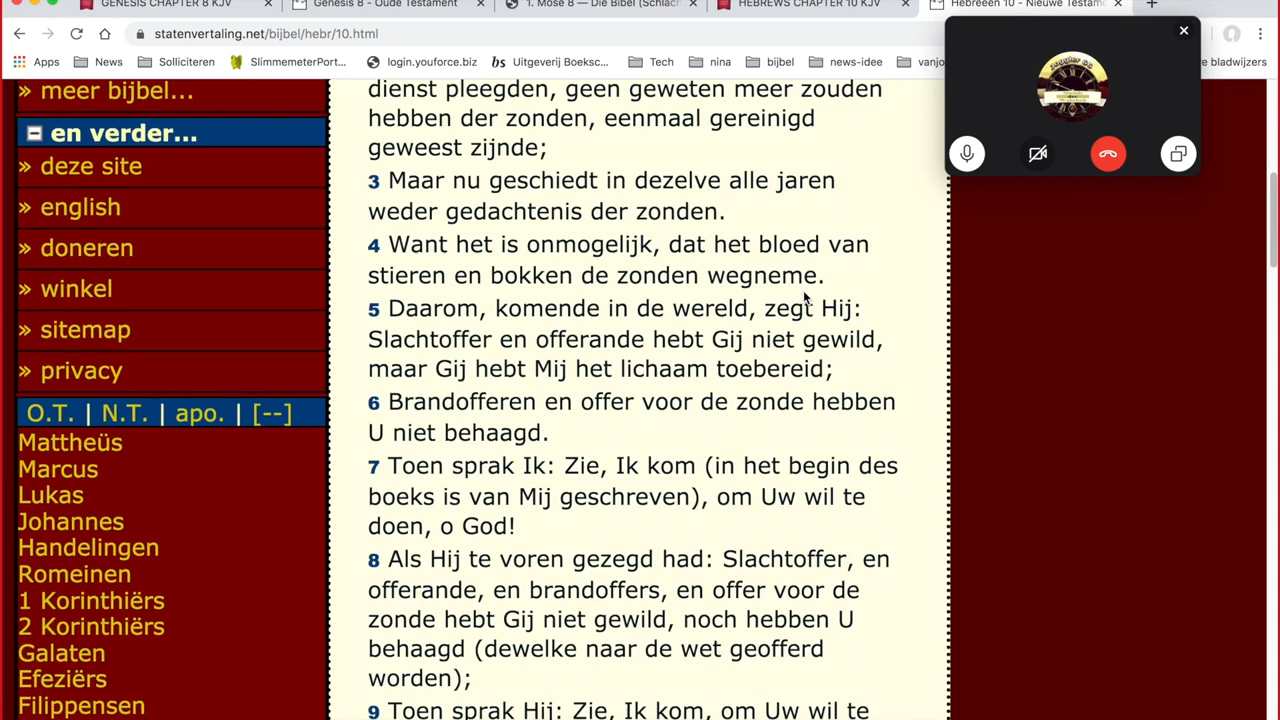 GENESIS CHAPTER 8 KJV
Genesis 8 - Oude Testament
1. Mose 8 — Die Bibel (Schlac
HEBREWS CHAPTER 10 KJV
Hebreeën 10 - Nieuwe Testame
statenvertaling.net/bijbel/hebr/10.html
Apps
News
Solliciteren
SlimmemeterPort...
login.youforce.biz
bs Uitgeverij Boeksc...
Tech
nina
bijbel
news-idee
vanjo
re bladwijzers
» meer bijbel...
en verder...
» deze site
» english
» doneren
» winkel
» sitemap
» privacy
O.T. | N.T. | apo. | [--]
Mattheüs
Marcus
Lukas
Johannes
Handelingen
Romeinen
1 Korinthiërs
2 Korinthiërs
Galaten
Efeziërs
Filippensen
dienst pleegden, geen geweten meer zouden
hebben der zonden, eenmaal gereinigd
geweest zijnde;
3 Maar nu geschiedt in dezelve alle jaren
weder gedachtenis der zonden.
4 Want het is onmogelijk, dat het bloed van
stieren en bokken de zonden wegneme.
5 Daarom, komende in de wereld, zegt Hij:
Slachtoffer en offerande hebt Gij niet gewild,
maar Gij hebt Mij het lichaam toebereid;
6 Brandofferen en offer voor de zonde hebben
U niet behaagd.
7 Toen sprak Ik: Zie, Ik kom (in het begin des
boeks is van Mij geschreven), om Uw wil te
doen, o God!
8 Als Hij te voren gezegd had: Slachtoffer, en
offerande, en brandoffers, en offer voor de
zonde hebt Gij niet gewild, noch hebben U
behaagd (dewelke naar de wet geofferd
worden);
9 Toen sprak Hij: Zie, Ik kom, om Uw wil te